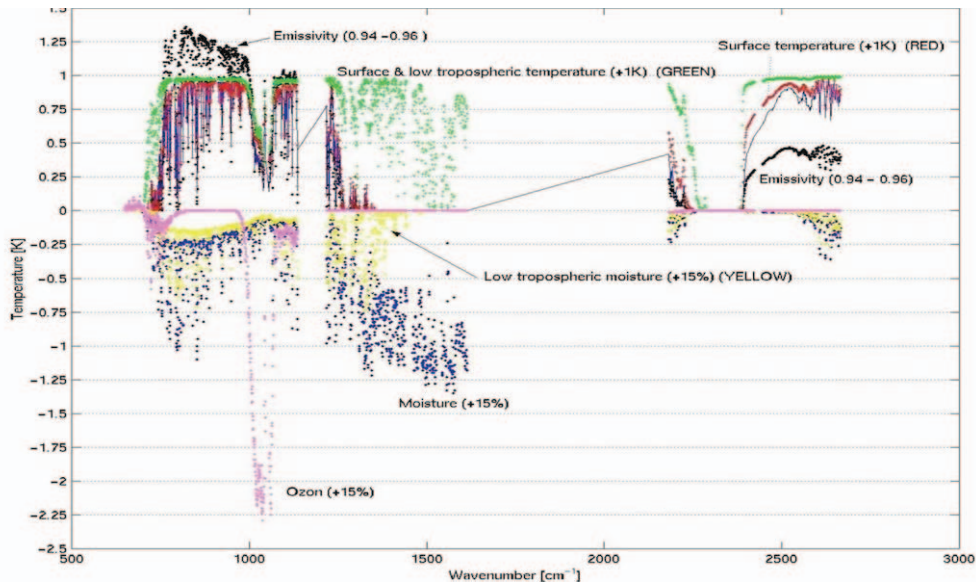 1.5
1.25
1
0.75
0.5
0.25
0
−0.25
−0.5
−0.75
−1
−1.25
−1.5
−1.75
−2
−2.25
−2.5
Temperature [K]
Emissivity (0.94 −0.96 )
Surface temperature (+1K) (RED)
Surface & low tropospheric temperature (+1K) (GREEN)
Emissivity (0.94 − 0.96)
Low tropospheric moisture (+15%) (YELLOW)
Moisture (+15%)
Ozon (+15%)
500
1000
1500
2000
2500
3000
Wavenumber [cm⁻¹]